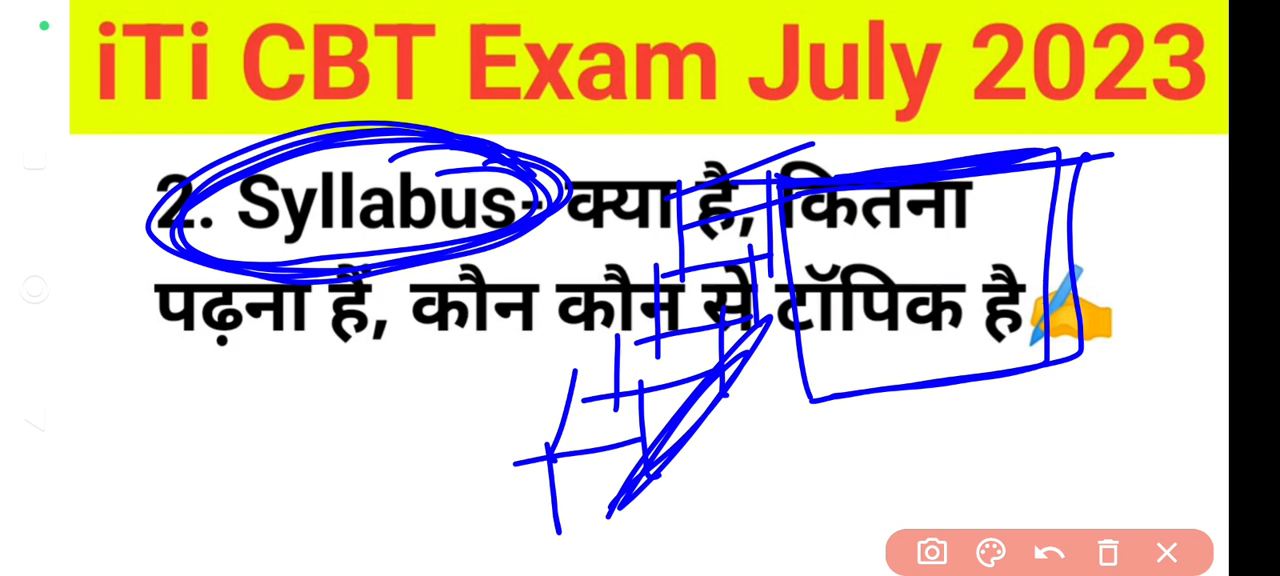 iTi CBT Exam July 2023
2. Syllabus- क्या है, कितना
पढ़ना हैं, कौन कौन से टॉपिक है✍️